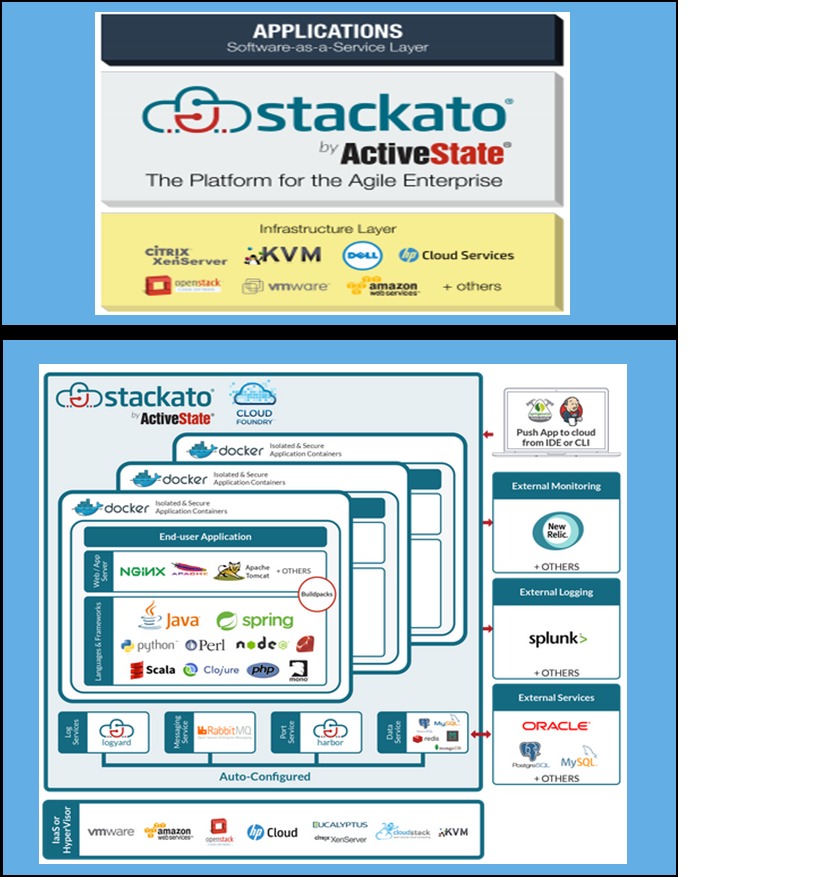 APPLICATIONS
Software-as-a-Service Layer
stackato®
by ActiveState®
The Platform for the Agile Enterprise
Infrastructure Layer
CITRIX XenServer
KVM
DELL
hp Cloud Services
openstack
vmware
amazon webservices
+ others
stackato®
by ActiveState®
CLOUD FOUNDRY
docker
Isolated & Secure
Application Containers
docker
Isolated & Secure
Application Containers
docker
Isolated & Secure
Application Containers
End-user Application
Web / App Server
NGINX
APACHE
Apache Tomcat
+ OTHERS
Buildpacks
Languages & Frameworks
Java
spring
python
Perl
node
Scala
Clojure
php
mono
Log Services
logyard
Messaging Service
RabbitMQ
Port Service
harbor
Data Service
MySQL
redis
mongoDB
Auto-Configured
IaaS or HyperVisor
vmware
amazon webservices
openstack
hp Cloud
EUCALYPTUS
CITRIX XenServer
cloudstack
KVM
Push App to cloud
from IDE or CLI
External Monitoring
New Relic.
+ OTHERS
External Logging
splunk>
+ OTHERS
External Services
ORACLE
PostgreSQL
MySQL
+ OTHERS